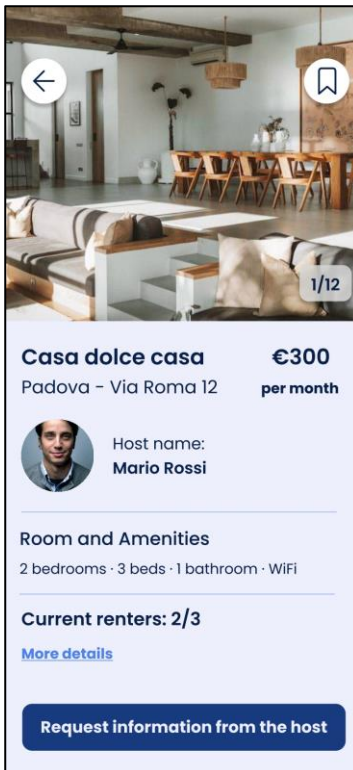 1/12
Casa dolce casa
€300
Padova - Via Roma 12
per month
Host name:
Mario Rossi
Room and Amenities
2 bedrooms · 3 beds · 1 bathroom · WiFi
Current renters: 2/3
More details
Request information from the host